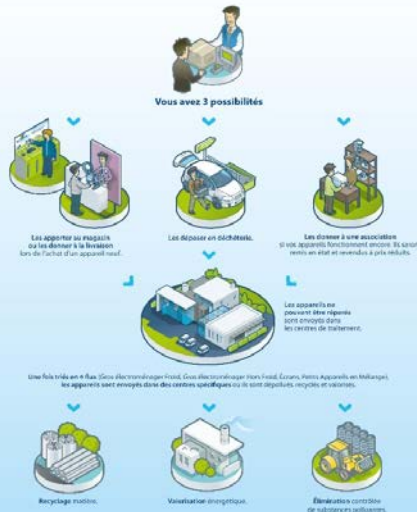 Vous avez 3 possibilités
Les apporter au magasin
ou les donner à la livraison
lors de l'achat d'un appareil neuf.
Les déposer en déchèterie.
Les donner à une association
si vos appareils fonctionnent encore. Ils seront
remis en état et revendus à prix réduits.
Les appareils ne
pouvant être réparés
sont envoyés dans
les centres de traitement.
Une fois triés en 4 flux (Gros électroménager Froid, Gros électroménager Hors Froid, Écrans, Petits Appareils en Mélange),
les appareils sont envoyés dans des centres spécifiques où ils sont dépollués, recyclés et valorisés.
Recyclage matière.
Valorisation énergétique.
Élimination contrôlée
de substances polluantes.